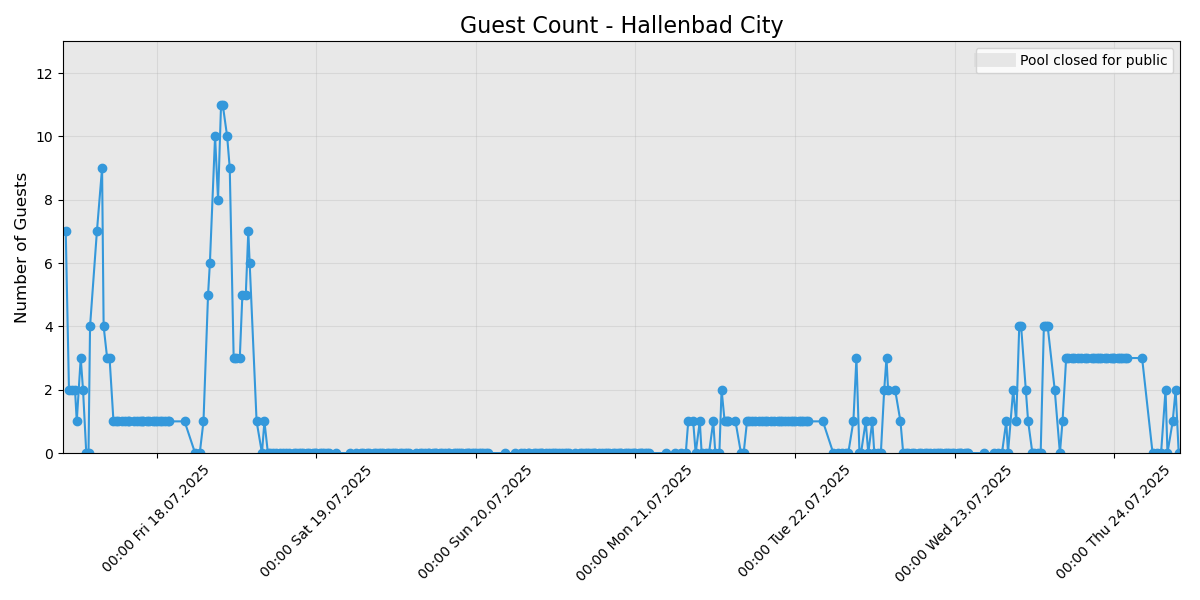 Guest Count - Hallenbad City
Pool closed for public
Number of Guests
12
10
8
6
4
2
0
00:00 Fri 18.07.2025
00:00 Sat 19.07.2025
00:00 Sun 20.07.2025
00:00 Mon 21.07.2025
00:00 Tue 22.07.2025
00:00 Wed 23.07.2025
00:00 Thu 24.07.2025